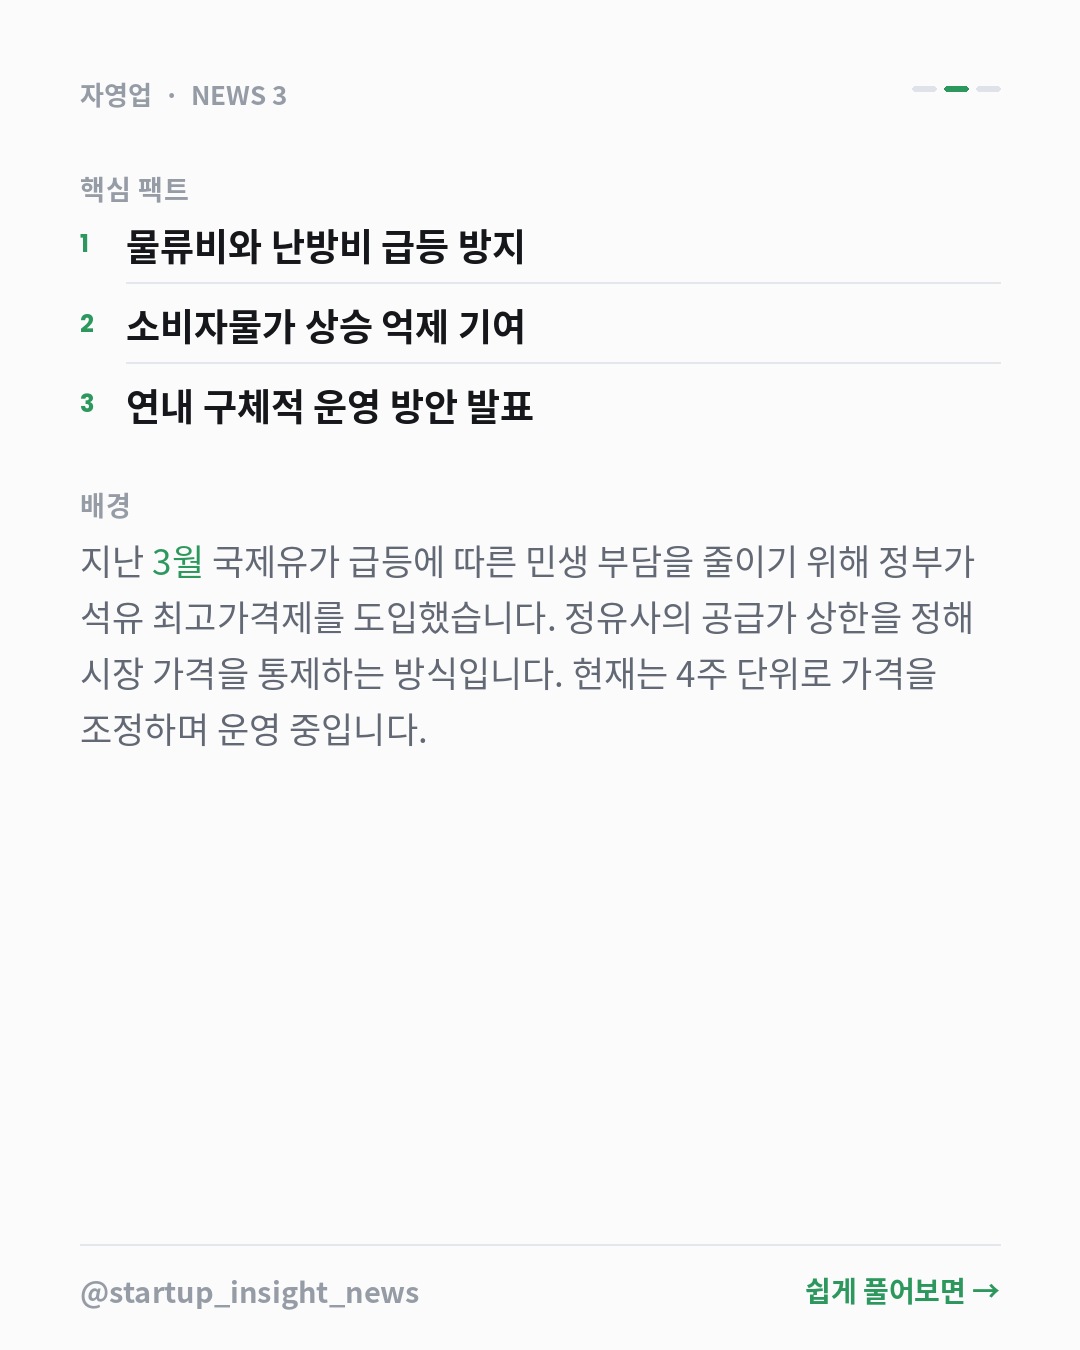 자영업 · NEWS 3
핵심 팩트
1 물류비와 난방비 급등 방지
2 소비자물가 상승 억제 기여
3 연내 구체적 운영 방안 발표
배경
지난 3월 국제유가 급등에 따른 민생 부담을 줄이기 위해 정부가
석유 최고가격제를 도입했습니다. 정유사의 공급가 상한을 정해
시장 가격을 통제하는 방식입니다. 현재는 4주 단위로 가격을
조정하며 운영 중입니다.
@startup_insight_news
쉽게 풀어보면 →